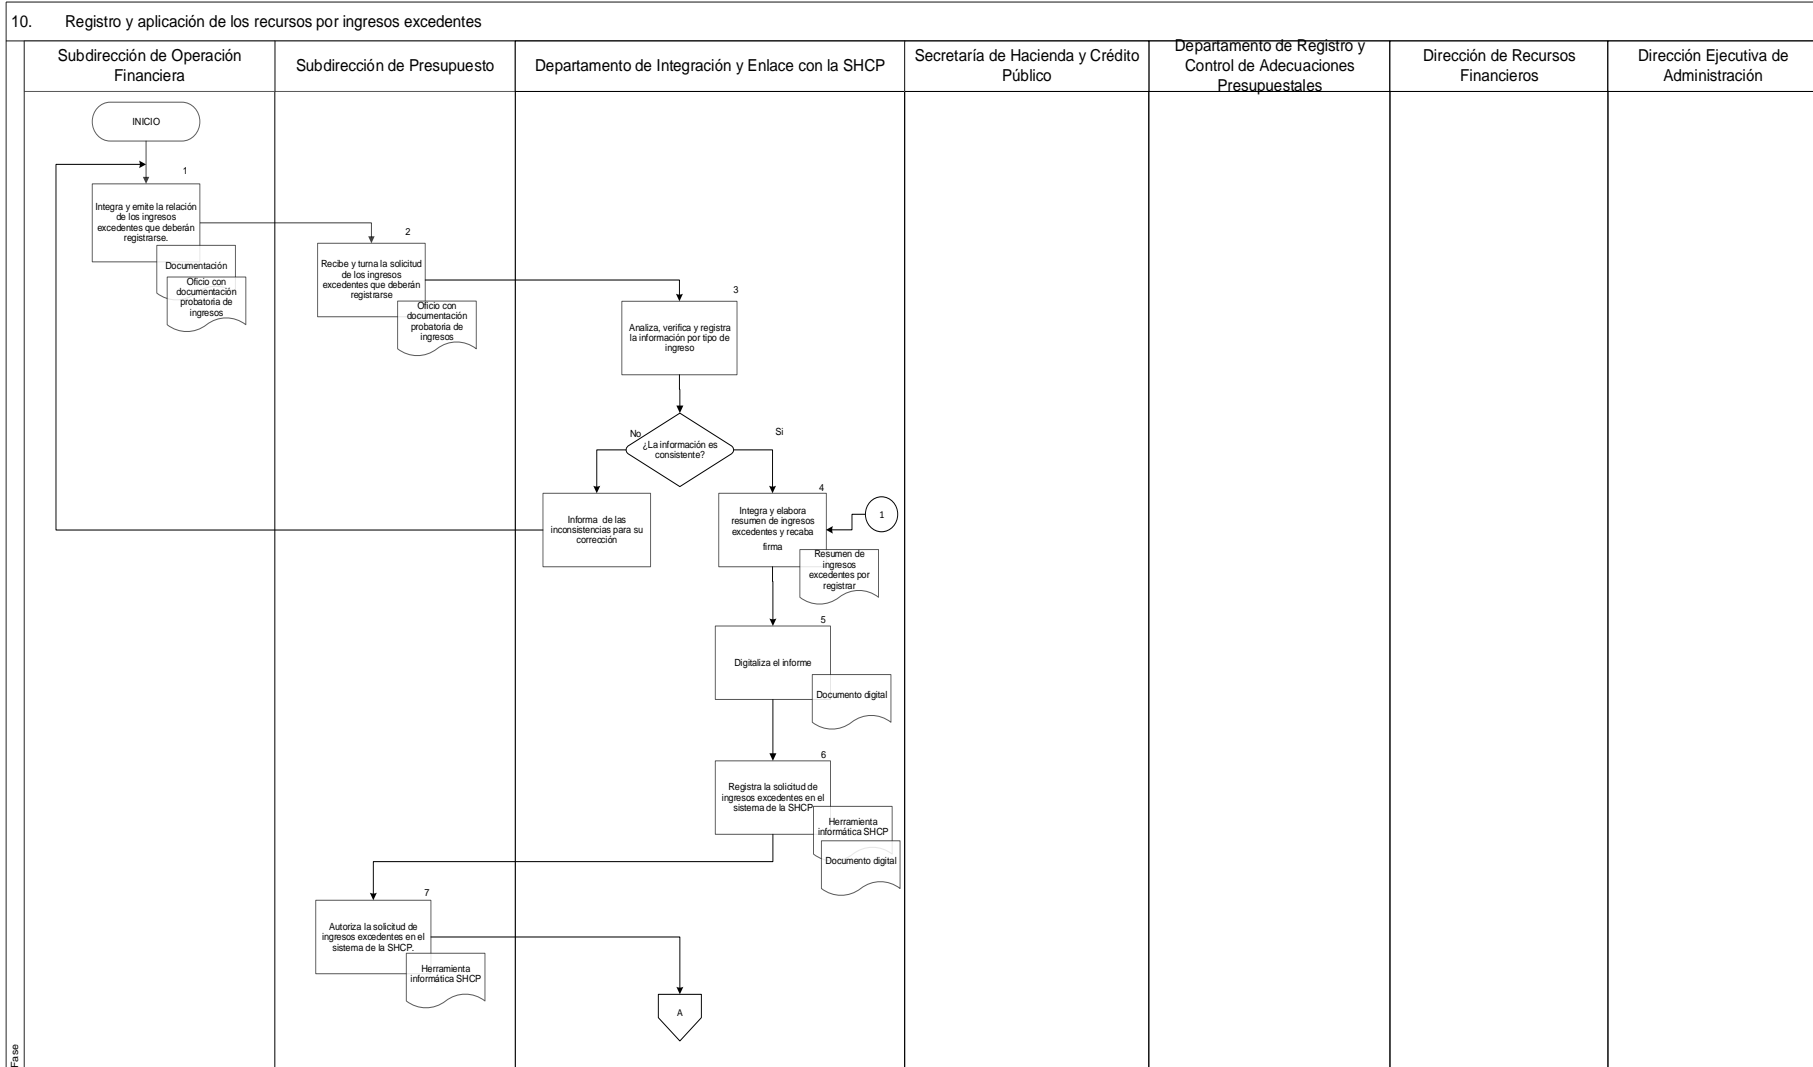 10. Registro y aplicación de los recursos por ingresos excedentes
Subdirección de Operación
Financiera
Subdirección de Presupuesto
Departamento de Integración y Enlace con la SHCP
Secretaría de Hacienda y Crédito
Público
Departamento de Registro y
Control de Adecuaciones
Presupuestales
Dirección de Recursos
Financieros
Dirección Ejecutiva de
Administración
INICIO
1
Integra y emite la relación
de los ingresos
excedentes que deberán
registrarse.
Documentación
Oficio con
documentación
probatoria de
ingresos
2
Recibe y turna la solicitud
de los ingresos
excedentes que deberán
registrarse
Oficio con
documentación
probatoria de
ingresos
3
Analiza, verifica y registra
la información por tipo de
ingreso
No
¿La información es
consistente?
Si
Informa de las
inconsistencias para su
corrección
4
Integra y elabora
resumen de ingresos
excedentes y recaba
firma
1
Resumen de
ingresos
excedentes por
registrar
5
Digitaliza el informe
Documento digital
6
Registra la solicitud de
ingresos excedentes en el
sistema de la SHCP
Herramienta
informática SHCP
Documento digital
7
Autoriza la solicitud de
ingresos excedentes en el
sistema de la SHCP.
Herramienta
informática SHCP
A
Fase